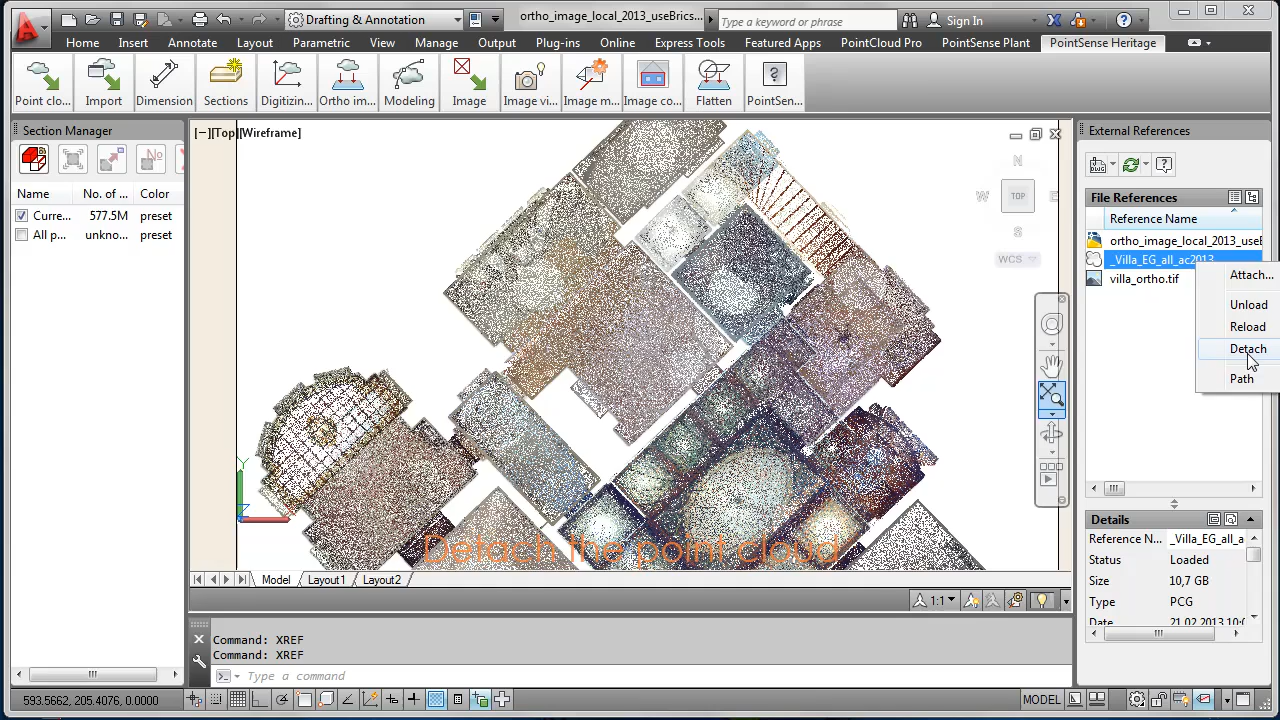 Drafting & Annotation
ortho_image_local_2013_useBrics...
Type a keyword or phrase
Sign In
Home
Insert
Annotate
Layout
Parametric
View
Manage
Output
Plug-ins
Online
Express Tools
Featured Apps
PointCloud Pro
PointSense Plant
PointSense Heritage
Point clo...
Import
Dimension
Sections
Digitizin...
Ortho im...
Modeling
Image
Image vi...
Image m...
Image co...
Flatten
PointSen...
Section Manager
Name
No. of ...
Color
Curre...
577.5M
preset
All p...
unkno...
preset
[−][Top][Wireframe]
N
W
TOP
E
S
WCS
Detach the point cloud
Model
Layout1
Layout2
1:1
Command: XREF
Command: XREF
Type a command
External References
File References
Reference Name
ortho_image_local_2013_useB
_Villa_EG_all_ac2013
villa_ortho.tif
Attach...
Unload
Reload
Detach
Path
Details
Reference N...
_Villa_EG_all_a
Status
Loaded
Size
10,7 GB
Type
PCG
Date
21.02.2013 10:0
593.5662, 205.4076, 0.0000
MODEL